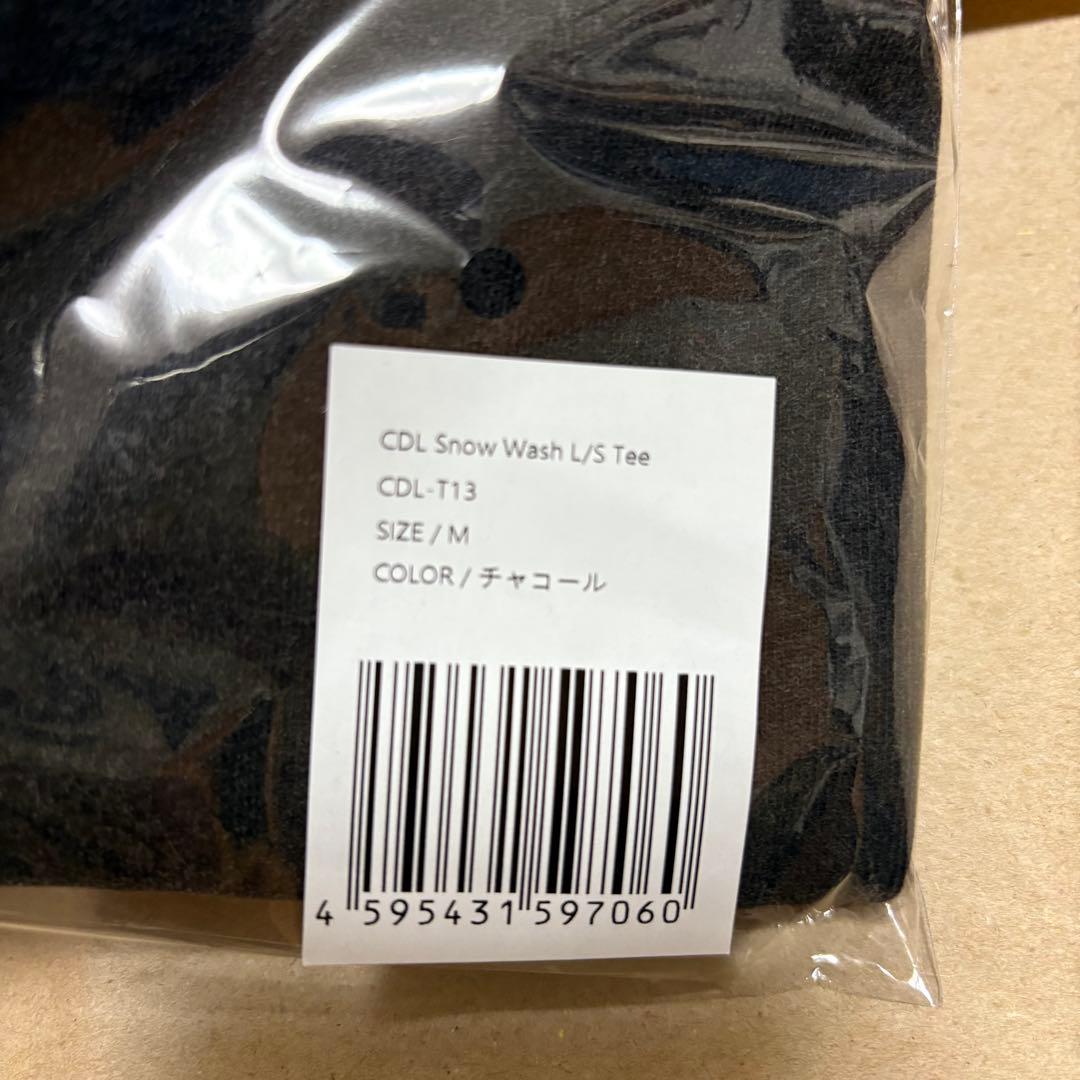 CDL Snow Wash L/S Tee
CDL-T13
SIZE / M
COLOR / チャコール
4 595431 597060